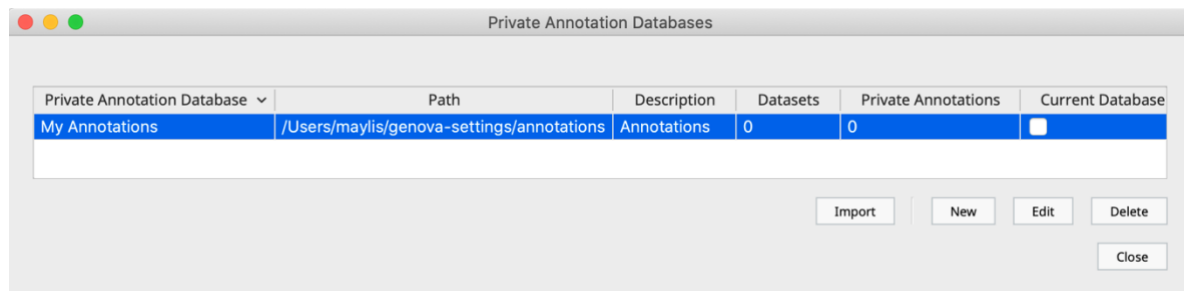 Private Annotation Databases
Private Annotation Database Path Description Datasets Private Annotations Current Database
My Annotations /Users/maylis/genova-settings/annotations Annotations 0 0
Import New Edit Delete
Close